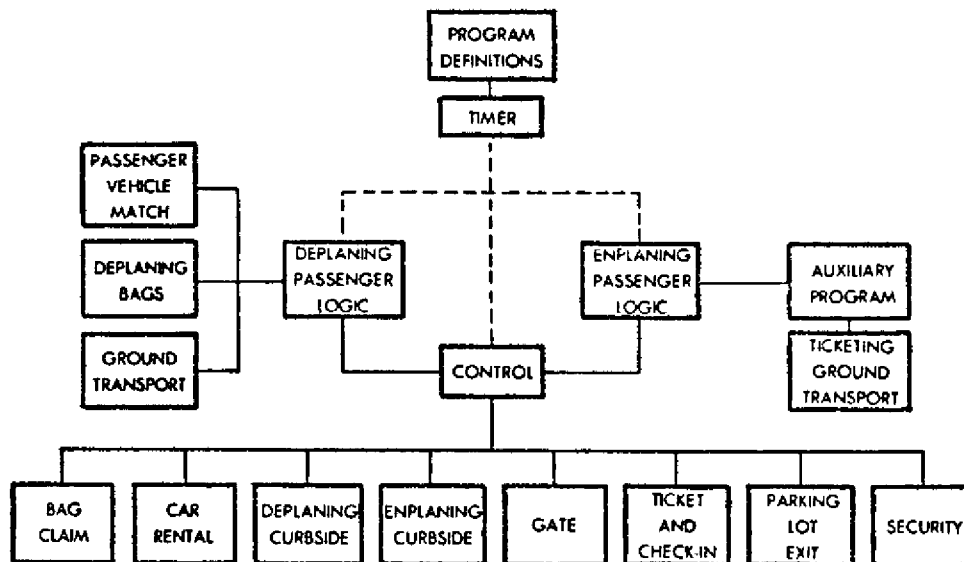 PROGRAM
DEFINITIONS
TIMER
PASSENGER
VEHICLE
MATCH
DEPLANING
BAGS
GROUND
TRANSPORT
DEPLANING
PASSENGER
LOGIC
ENPLANING
PASSENGER
LOGIC
AUXILIARY
PROGRAM
TICKETING
GROUND
TRANSPORT
CONTROL
BAG
CLAIM
CAR
RENTAL
DEPLANING
CURBSIDE
ENPLANING
CURBSIDE
GATE
TICKET
AND
CHECK-IN
PARKING
LOT
EXIT
SECURITY